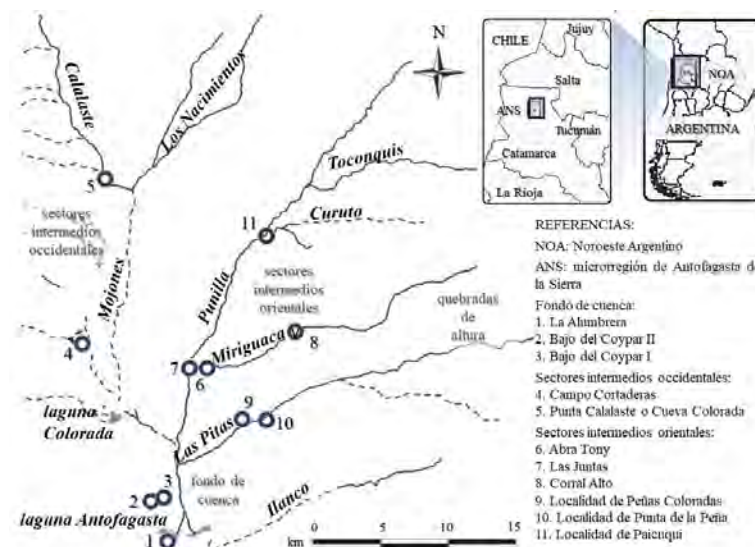 N
Calalaste
Los Nacimientos
Toconquis
Curuto
5
11
sectores
intermedios
occidentales
Mojones
Punilla
sectores
intermedios
orientales
quebradas
de
altura
4
Miriguaca
8
7
6
laguna
Colorada
9
10
Las Pitas
fondo de
cuenca
3
2
laguna Antofagasta
1
Ilanco
0
5
10
15
km
CHILE
Jujuy
Salta
ANS
Tucumán
Catamarca
La Rioja
NOA
ARGENTINA
REFERENCIAS:
NOA: Noroeste Argentino
ANS: microrregión de Antofagasta de
la Sierra
Fondo de cuenca:
1. La Alumbrera
2. Bajo del Coypar II
3. Bajo del Coypar I
Sectores intermedios occidentales:
4. Campo Cortaderas
5. Punta Calalaste o Cueva Colorada
Sectores intermedios orientales:
6. Abra Tony
7. Las Juntas
8. Corral Alto
9. Localidad de Peñas Coloradas
10. Localidad de Punta de la Peña
11. Localidad de Paicuqui